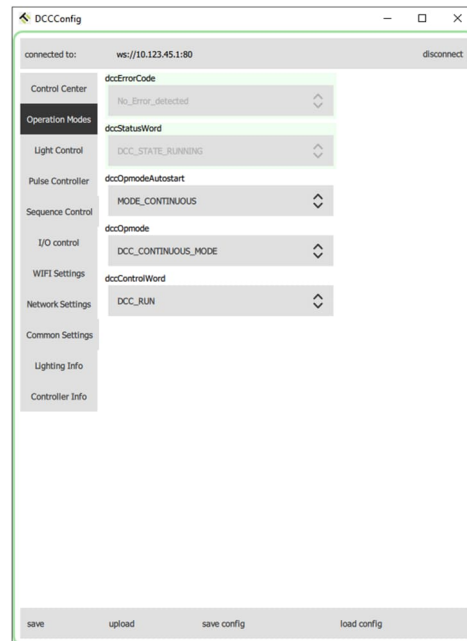 DCCConfig
connected to: ws://10.123.45.1:80 disconnect
Control Center
Operation Modes
Light Control
Pulse Controller
Sequence Control
I/O control
WIFI Settings
Network Settings
Common Settings
Lighting Info
Controller Info
dccErrorCode
No_Error_detected
dccStatusWord
DCC_STATE_RUNNING
dccOpmodeAutostart
MODE_CONTINUOUS
dccOpmode
DCC_CONTINUOUS_MODE
dccControlWord
DCC_RUN
save upload save config load config